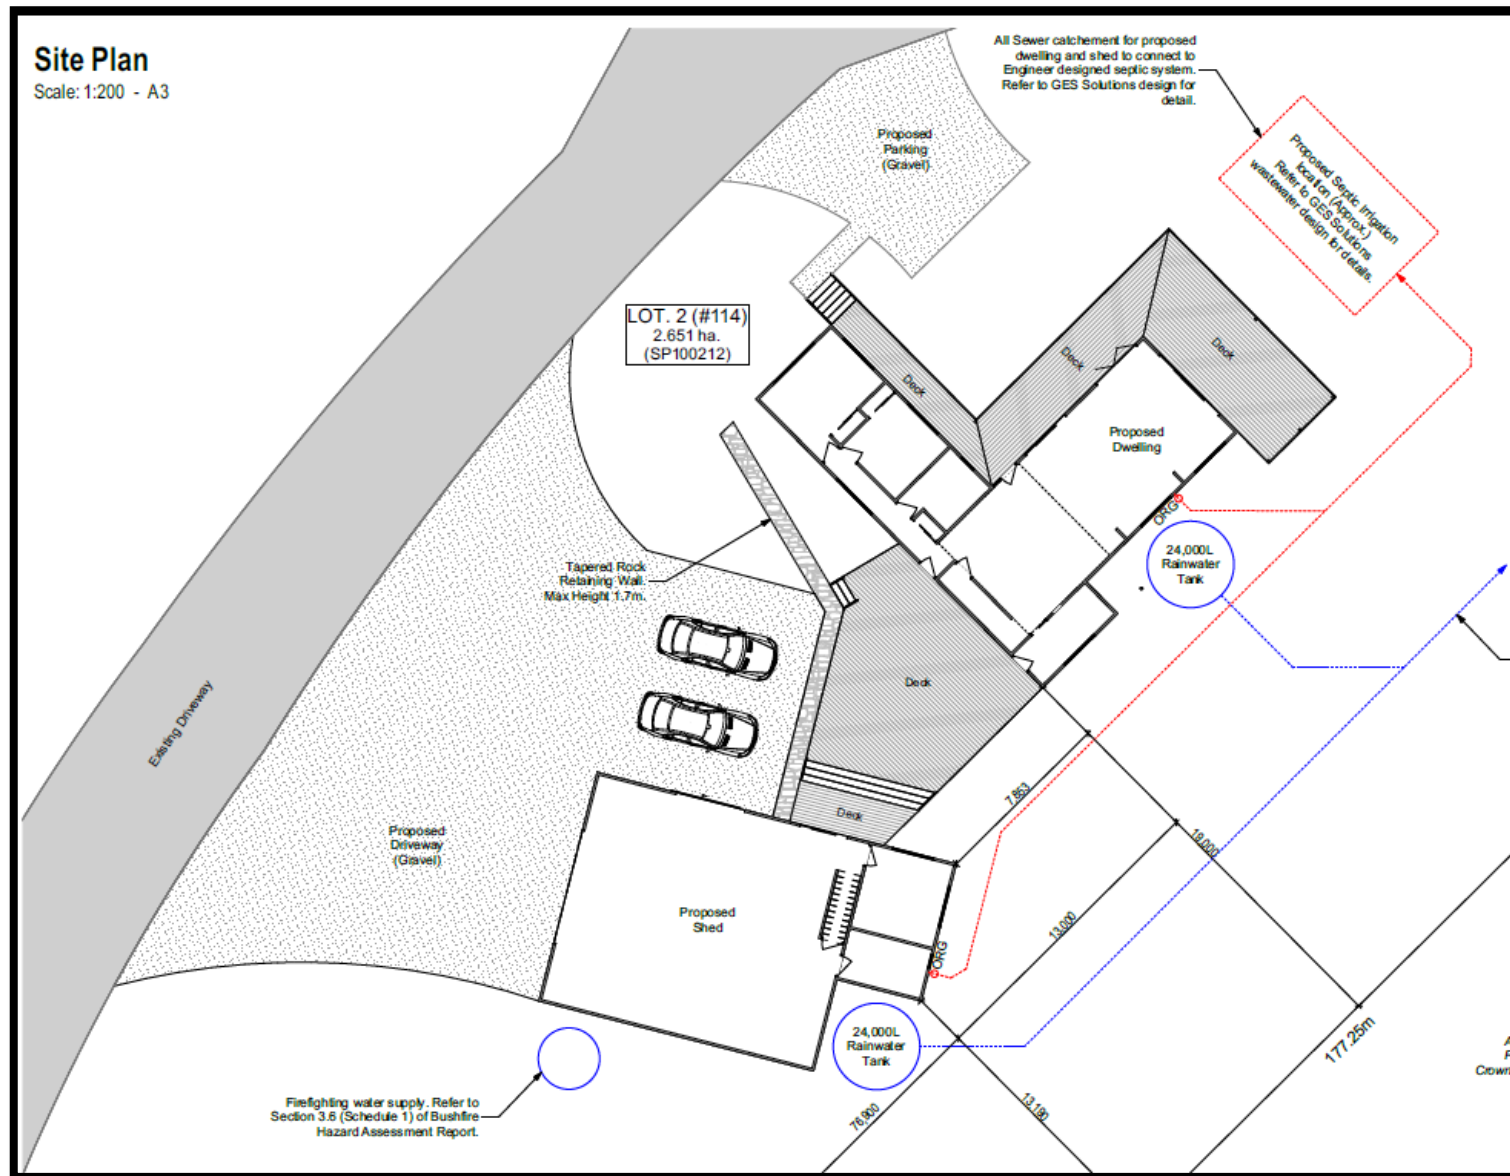 Site Plan
Scale: 1:200 - A3
All Sewer catchement for proposed
dwelling and shed to connect to
Engineer designed septic system.
Refer to GES Solutions design for
detail.
Proposed
Parking
(Gravel)
Proposed Septic Irrigation
location (Approx.)
Refer to GES Solutions
wastewater design for details.
LOT. 2 (#114)
2.651 ha.
(SP100212)
Deck
Deck
Deck
Proposed
Dwelling
ORG
24,000L
Rainwater
Tank
Tapered Rock
Retaining Wall.
Max Height 1.7m.
Deck
Existing Driveway
Deck
7,853
18,000
Proposed
Driveway
(Gravel)
Proposed
Shed
13,000
ORG
24,000L
Rainwater
Tank
177.25m
Crown
Firefighting water supply. Refer to
Section 3.6 (Schedule 1) of Bushfire
Hazard Assessment Report.
76,900
13,190